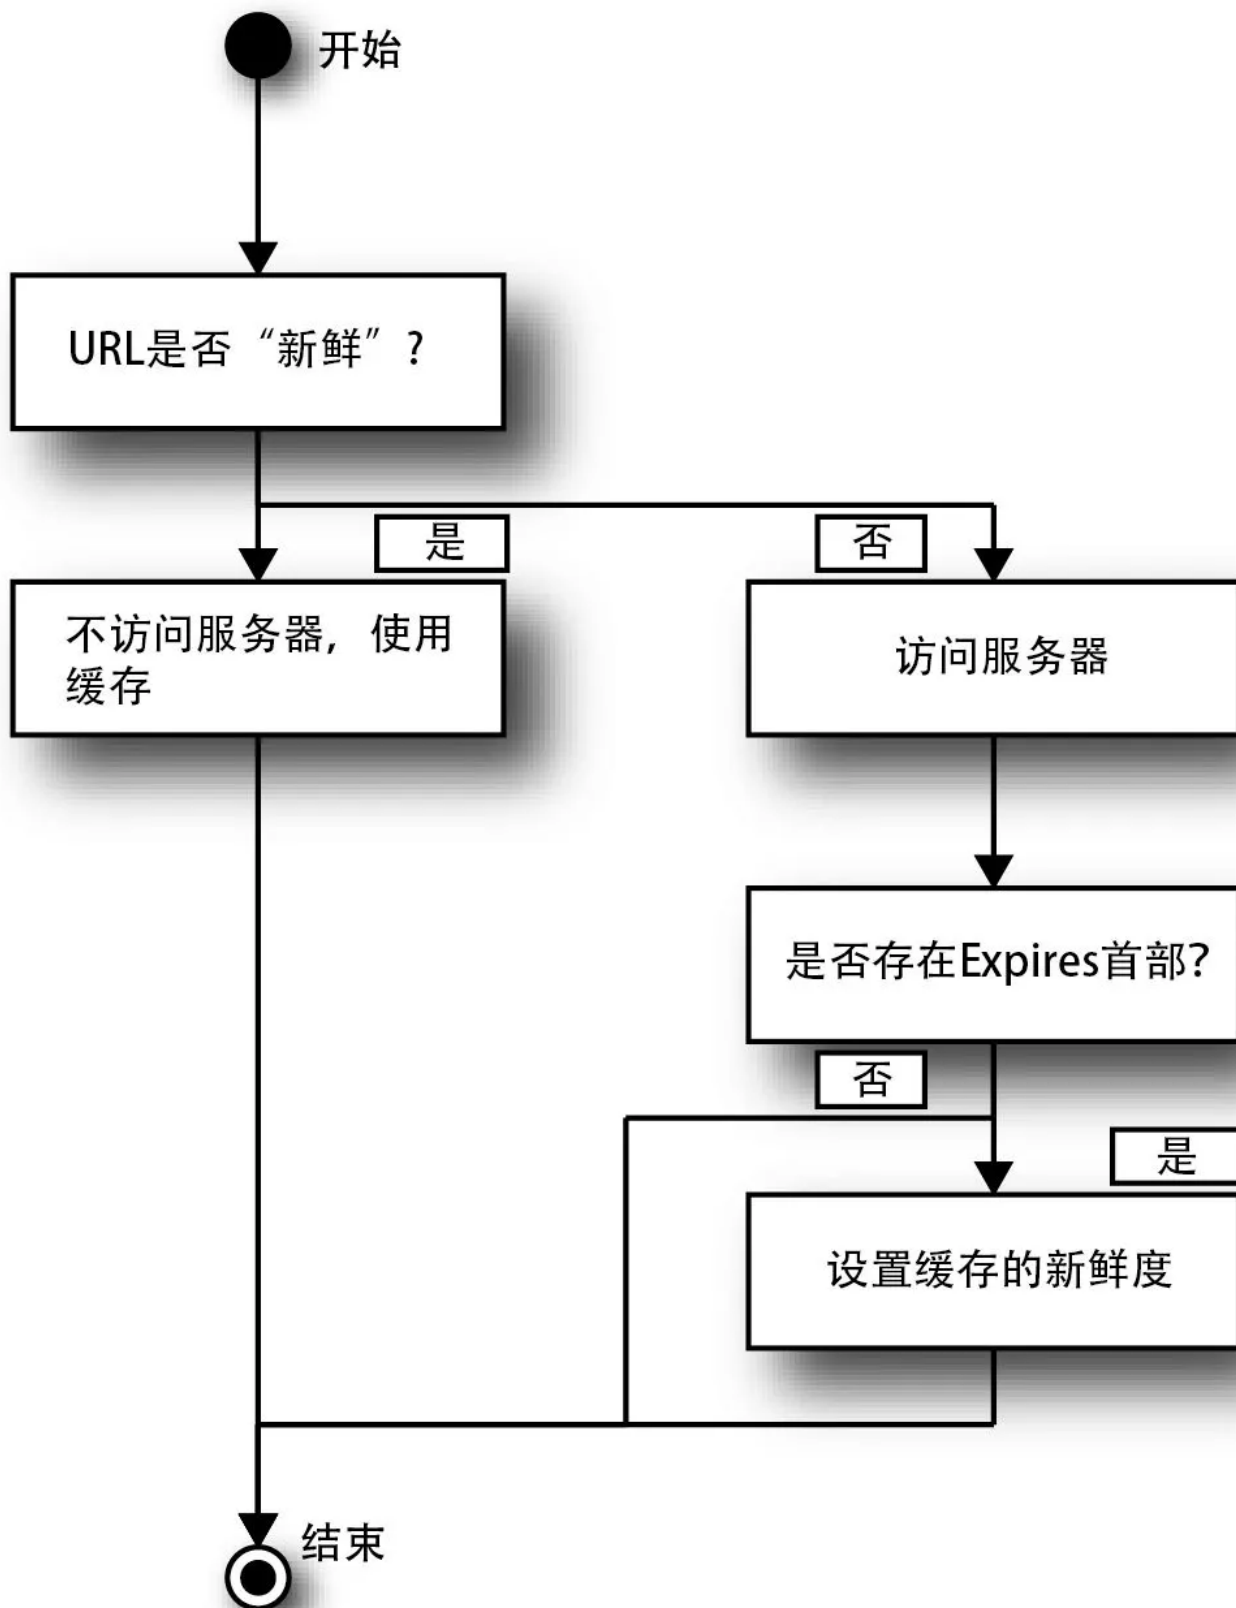 开始
URL是否“新鲜”?
是
否
不访问服务器，使用
缓存
访问服务器
是否存在Expires首部?
否
是
设置缓存的新鲜度
结束